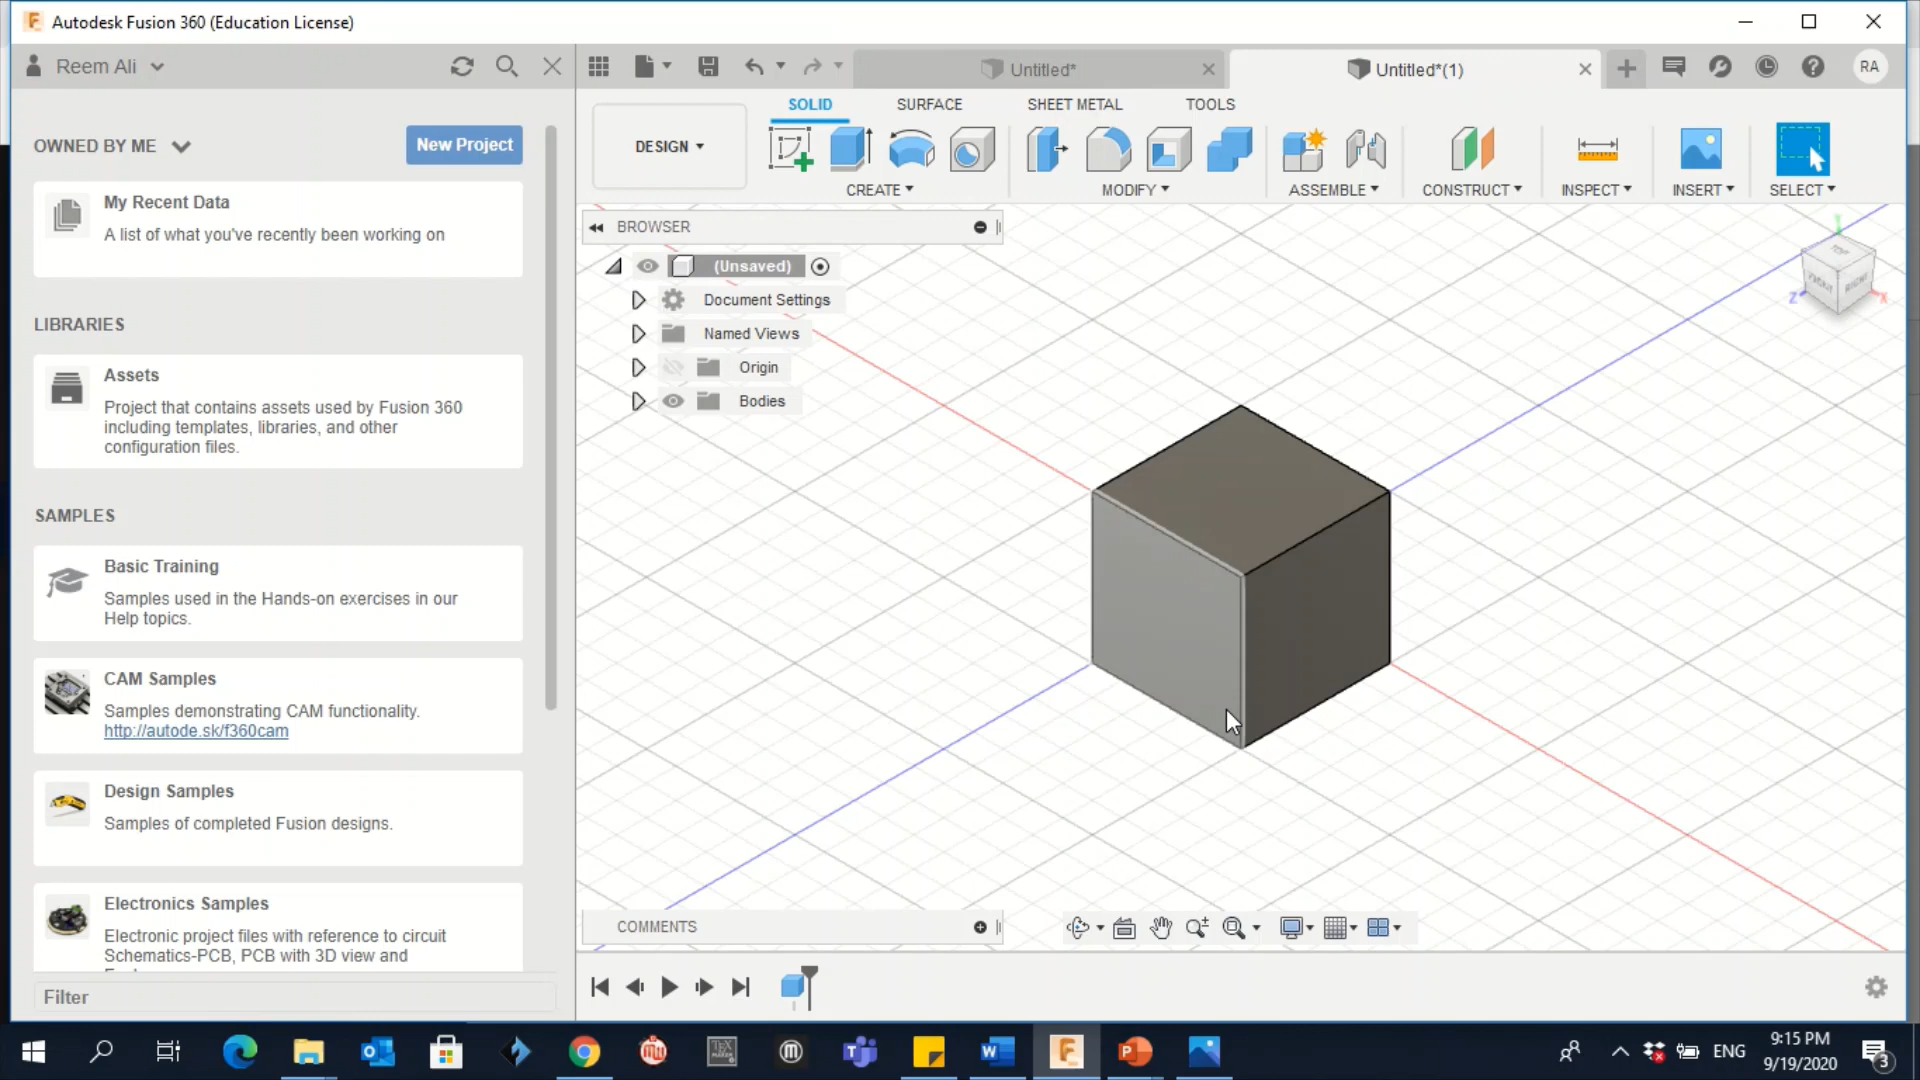 Autodesk Fusion 360 (Education License)
Reem Ali
Untitled*
Untitled*(1)
RA
OWNED BY ME
New Project
My Recent Data
A list of what you've recently been working on
LIBRARIES
Assets
Project that contains assets used by Fusion 360
including templates, libraries, and other
configuration files.
SAMPLES
Basic Training
Samples used in the Hands-on exercises in our
Help topics.
CAM Samples
Samples demonstrating CAM functionality.
http://autode.sk/f360cam
Design Samples
Samples of completed Fusion designs.
Electronics Samples
Electronic project files with reference to circuit
Schematics-PCB, PCB with 3D view and
Filter
SOLID SURFACE SHEET METAL TOOLS
DESIGN
CREATE MODIFY ASSEMBLE CONSTRUCT INSPECT INSERT SELECT
BROWSER
(Unsaved)
Document Settings
Named Views
Origin
Bodies
TOP
FRONT RIGHT
Y
Z X
COMMENTS
ENG
9:15 PM
9/19/2020
3